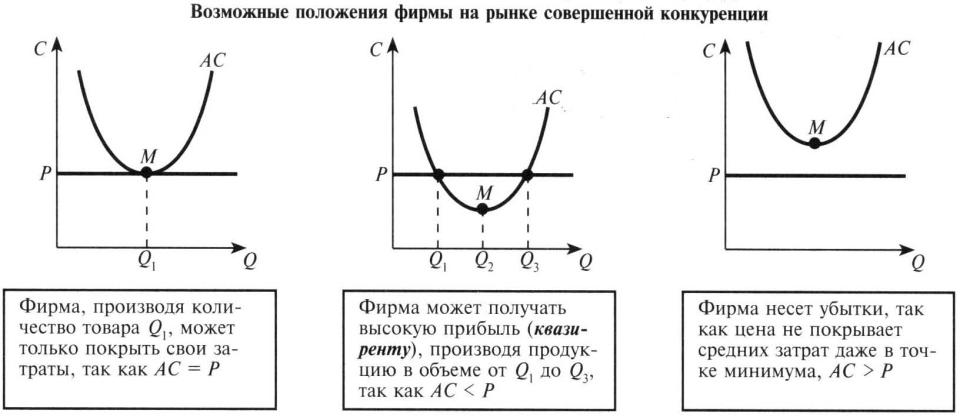 Возможные положения фирмы на рынке совершенной конкуренции
C
AC
M
P
Q₁
Q
Фирма, производя коли-
чество товара Q₁, может
только покрыть свои за-
траты, так как AC = P
C
AC
P
M
Q₁
Q₂
Q₃
Q
Фирма может получать
высокую прибыль (квази-
ренту), производя продук-
цию в объеме от Q₁ до Q₃,
так как AC < P
C
AC
M
P
Q
Фирма несет убытки, так
как цена не покрывает
средних затрат даже в точ-
ке минимума, AC > P